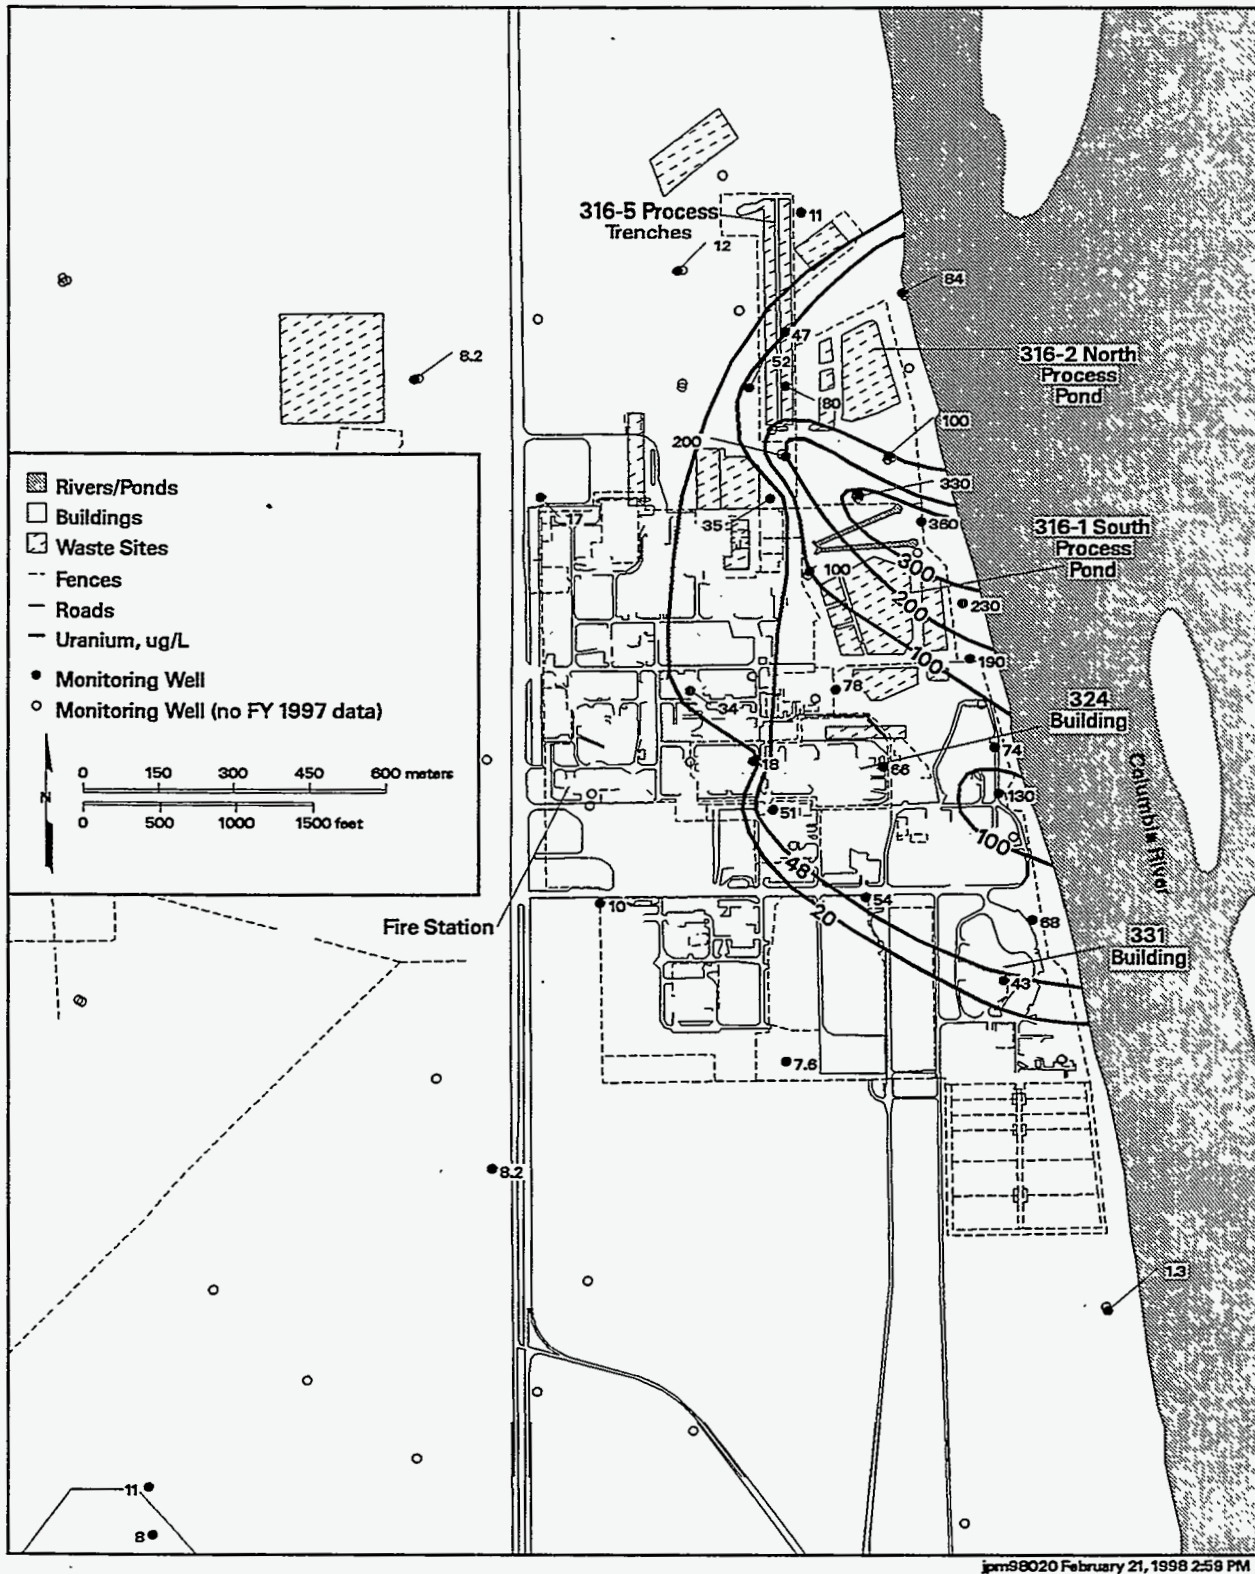 316-5 Process
Trenches
11
12
84
47
8.2
52
316-2 North
Process
Pond
80
100
200
330
Rivers/Ponds
Buildings
Waste Sites
Fences
Roads
Uranium, ug/L
Monitoring Well
Monitoring Well (no FY 1997 data)
N
0 150 300 450 600 meters
0 500 1000 1500 feet
17
35
360
316-1 South
Process
Pond
100
300
200
230
100
190
78
34
324
Building
74
18
66
130
51
100
Columbia River
48
54
20
10
Fire Station
68
331
Building
43
7.6
8.2
1.3
11
8
jpm98020 February 21, 1998 2:59 PM